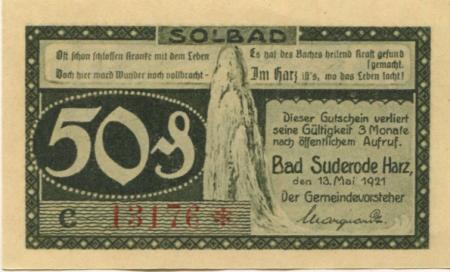 SOLBAD
Oft schon schlossen Kranke mit dem Leben
Doch hier ward Wunder noch vollbracht -
Es hat des Baches heilend Kraft gesund
[gemacht.
Im Harz ist's, wo das Leben lacht!
50 ₰
Dieser Gutschein verliert
seine Gültigkeit 3 Monate
nach öffentlichem Aufruf.
Bad Suderode Harz,
den 13. Mai 1921
Der Gemeindevorsteher
C 13176 *